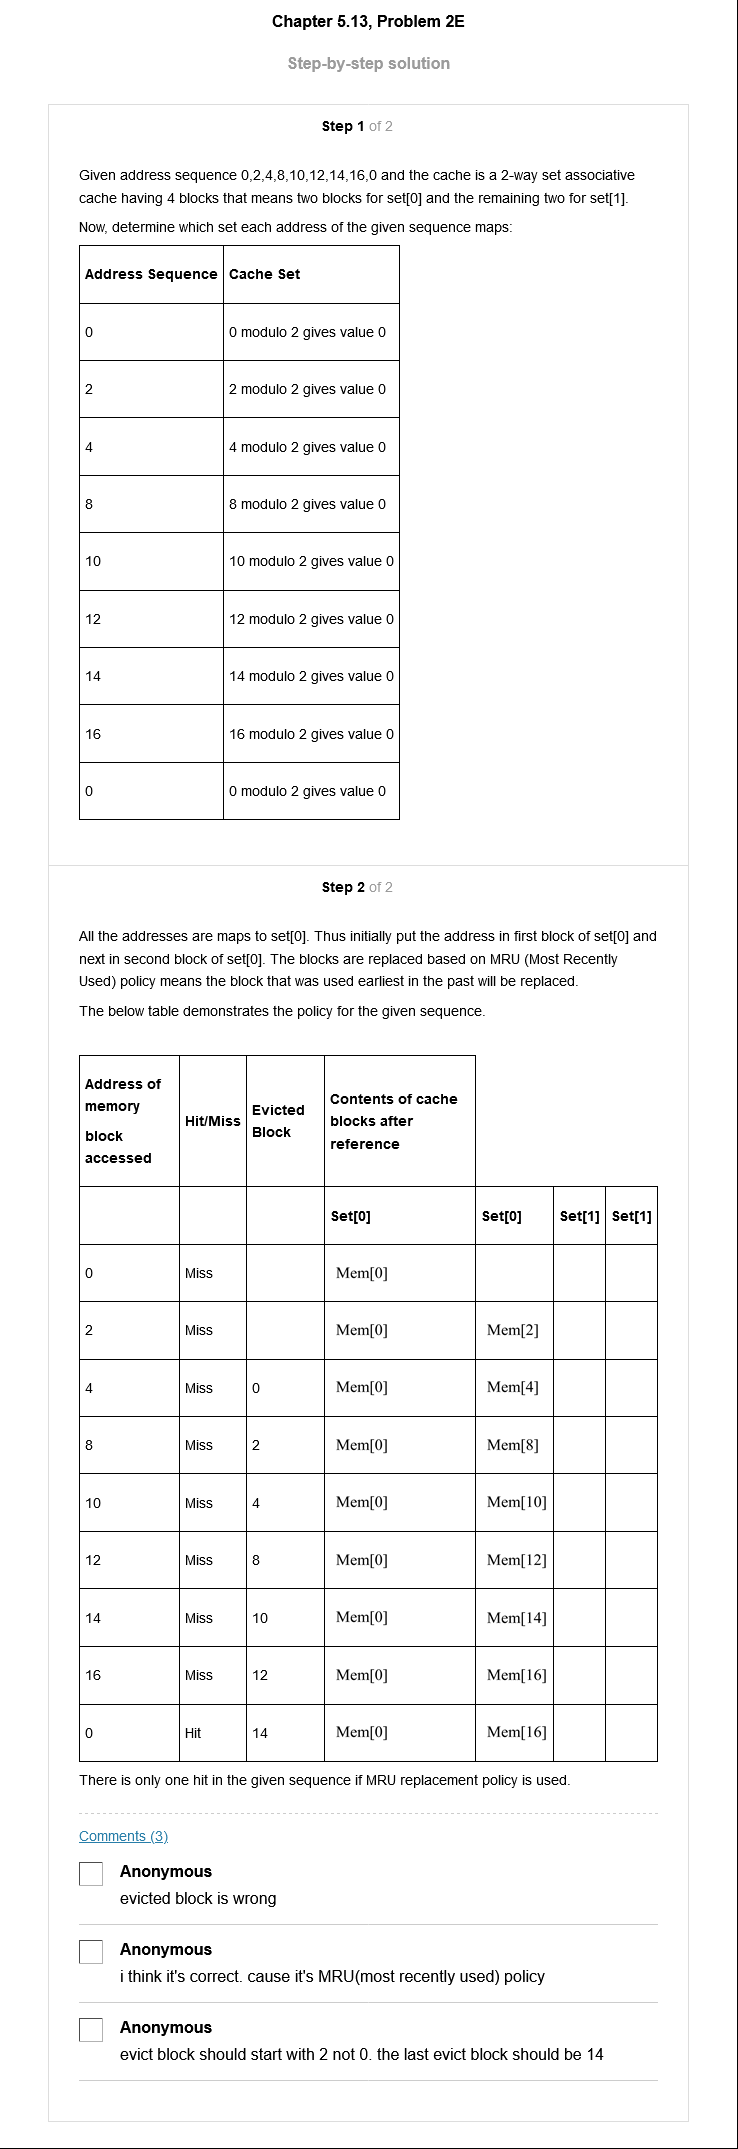 Chapter 5.13, Problem 2E
Step-by-step solution
Step 1 of 2
Given address sequence 0,2,4,8,10,12,14,16,0 and the cache is a 2-way set associative
cache having 4 blocks that means two blocks for set[0] and the remaining two for set[1].
Now, determine which set each address of the given sequence maps:
Address Sequence Cache Set
0 0 modulo 2 gives value 0
2 2 modulo 2 gives value 0
4 4 modulo 2 gives value 0
8 8 modulo 2 gives value 0
10 10 modulo 2 gives value 0
12 12 modulo 2 gives value 0
14 14 modulo 2 gives value 0
16 16 modulo 2 gives value 0
0 0 modulo 2 gives value 0
Step 2 of 2
All the addresses are maps to set[0]. Thus initially put the address in first block of set[0] and
next in second block of set[0]. The blocks are replaced based on MRU (Most Recently
Used) policy means the block that was used earliest in the past will be replaced.
The below table demonstrates the policy for the given sequence.
Address of
memory
block
accessed
Hit/Miss
Evicted
Block
Contents of cache
blocks after
reference
Set[0] Set[0] Set[1] Set[1]
0 Miss Mem[0]
2 Miss Mem[0] Mem[2]
4 Miss 0 Mem[0] Mem[4]
8 Miss 2 Mem[0] Mem[8]
10 Miss 4 Mem[0] Mem[10]
12 Miss 8 Mem[0] Mem[12]
14 Miss 10 Mem[0] Mem[14]
16 Miss 12 Mem[0] Mem[16]
0 Hit 14 Mem[0] Mem[16]
There is only one hit in the given sequence if MRU replacement policy is used.
Comments (3)
Anonymous
evicted block is wrong
Anonymous
i think it's correct. cause it's MRU(most recently used) policy
Anonymous
evict block should start with 2 not 0. the last evict block should be 14